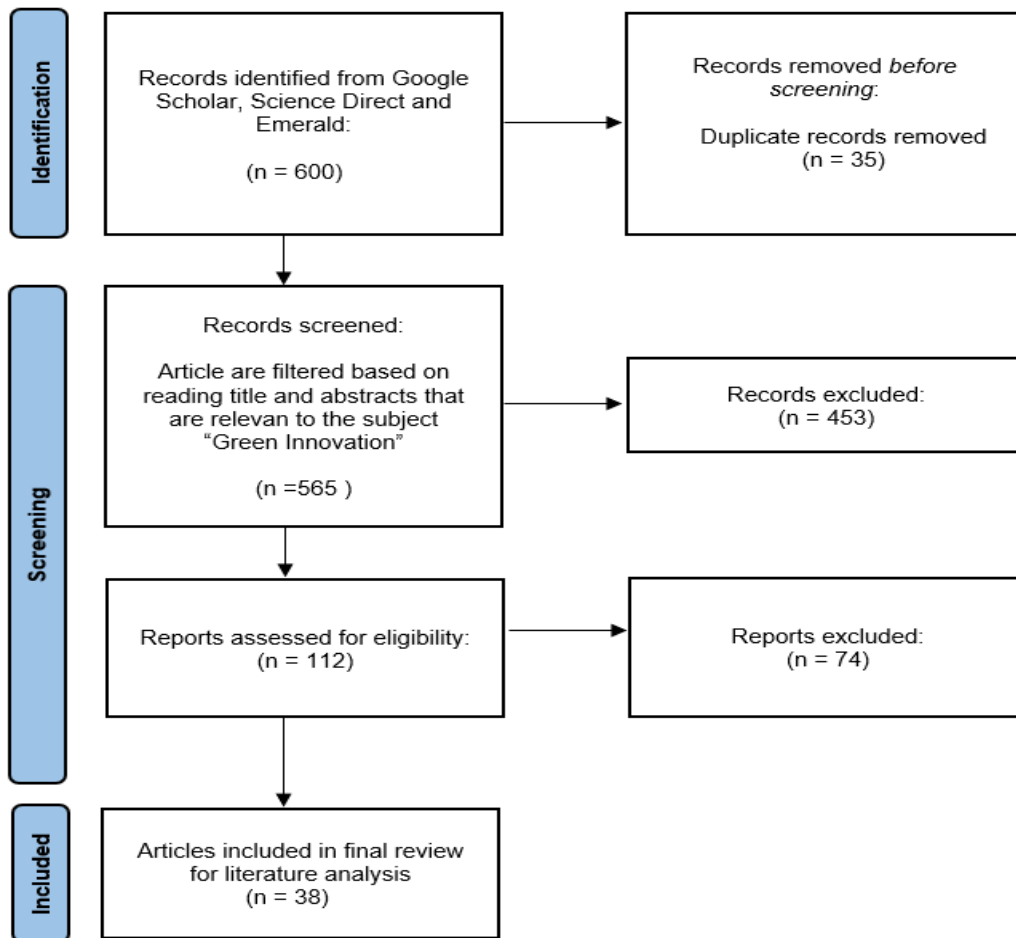 Identification
Records identified from Google
Scholar, Science Direct and
Emerald:
(n = 600)
Records removed before
screening:
Duplicate records removed
(n = 35)
Screening
Records screened:
Article are filtered based on
reading title and abstracts that
are relevan to the subject
“Green Innovation”
(n =565 )
Records excluded:
(n = 453)
Reports assessed for eligibility:
(n = 112)
Reports excluded:
(n = 74)
Included
Articles included in final review
for literature analysis
(n = 38)